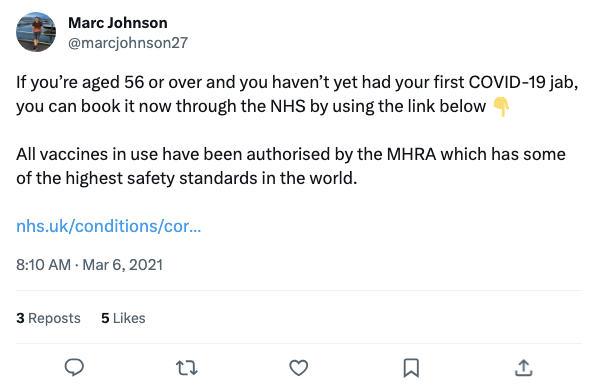 Marc Johnson
@marcjohnson27
If you’re aged 56 or over and you haven’t yet had your first COVID-19 jab,
you can book it now through the NHS by using the link below 👇
All vaccines in use have been authorised by the MHRA which has some
of the highest safety standards in the world.
nhs.uk/conditions/cor...
8:10 AM · Mar 6, 2021
3 Reposts 5 Likes